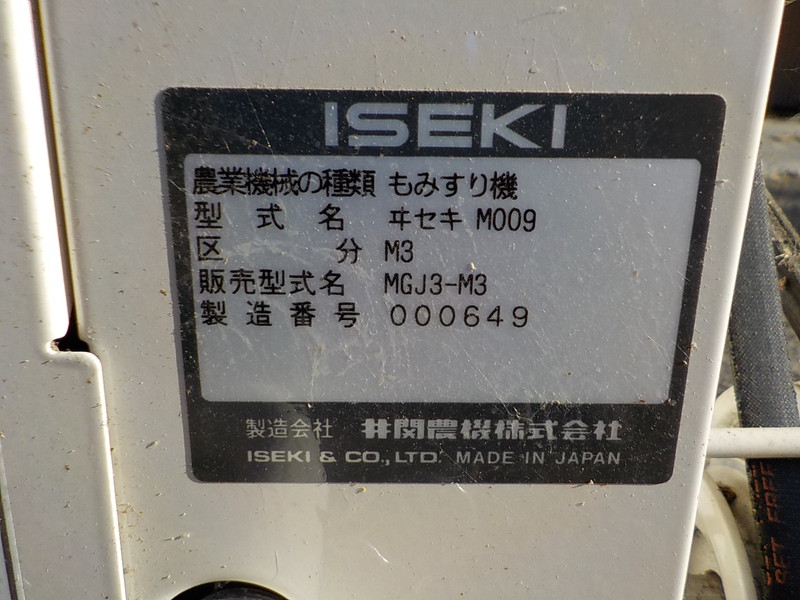 ISEKI
農業機械の種類 もみすり機
型式名 ヰセキ M009
区分 M3
販売型式名 MGJ3-M3
製造番号 000649
製造会社 井関農機株式会社
ISEKI & CO., LTD. MADE IN JAPAN